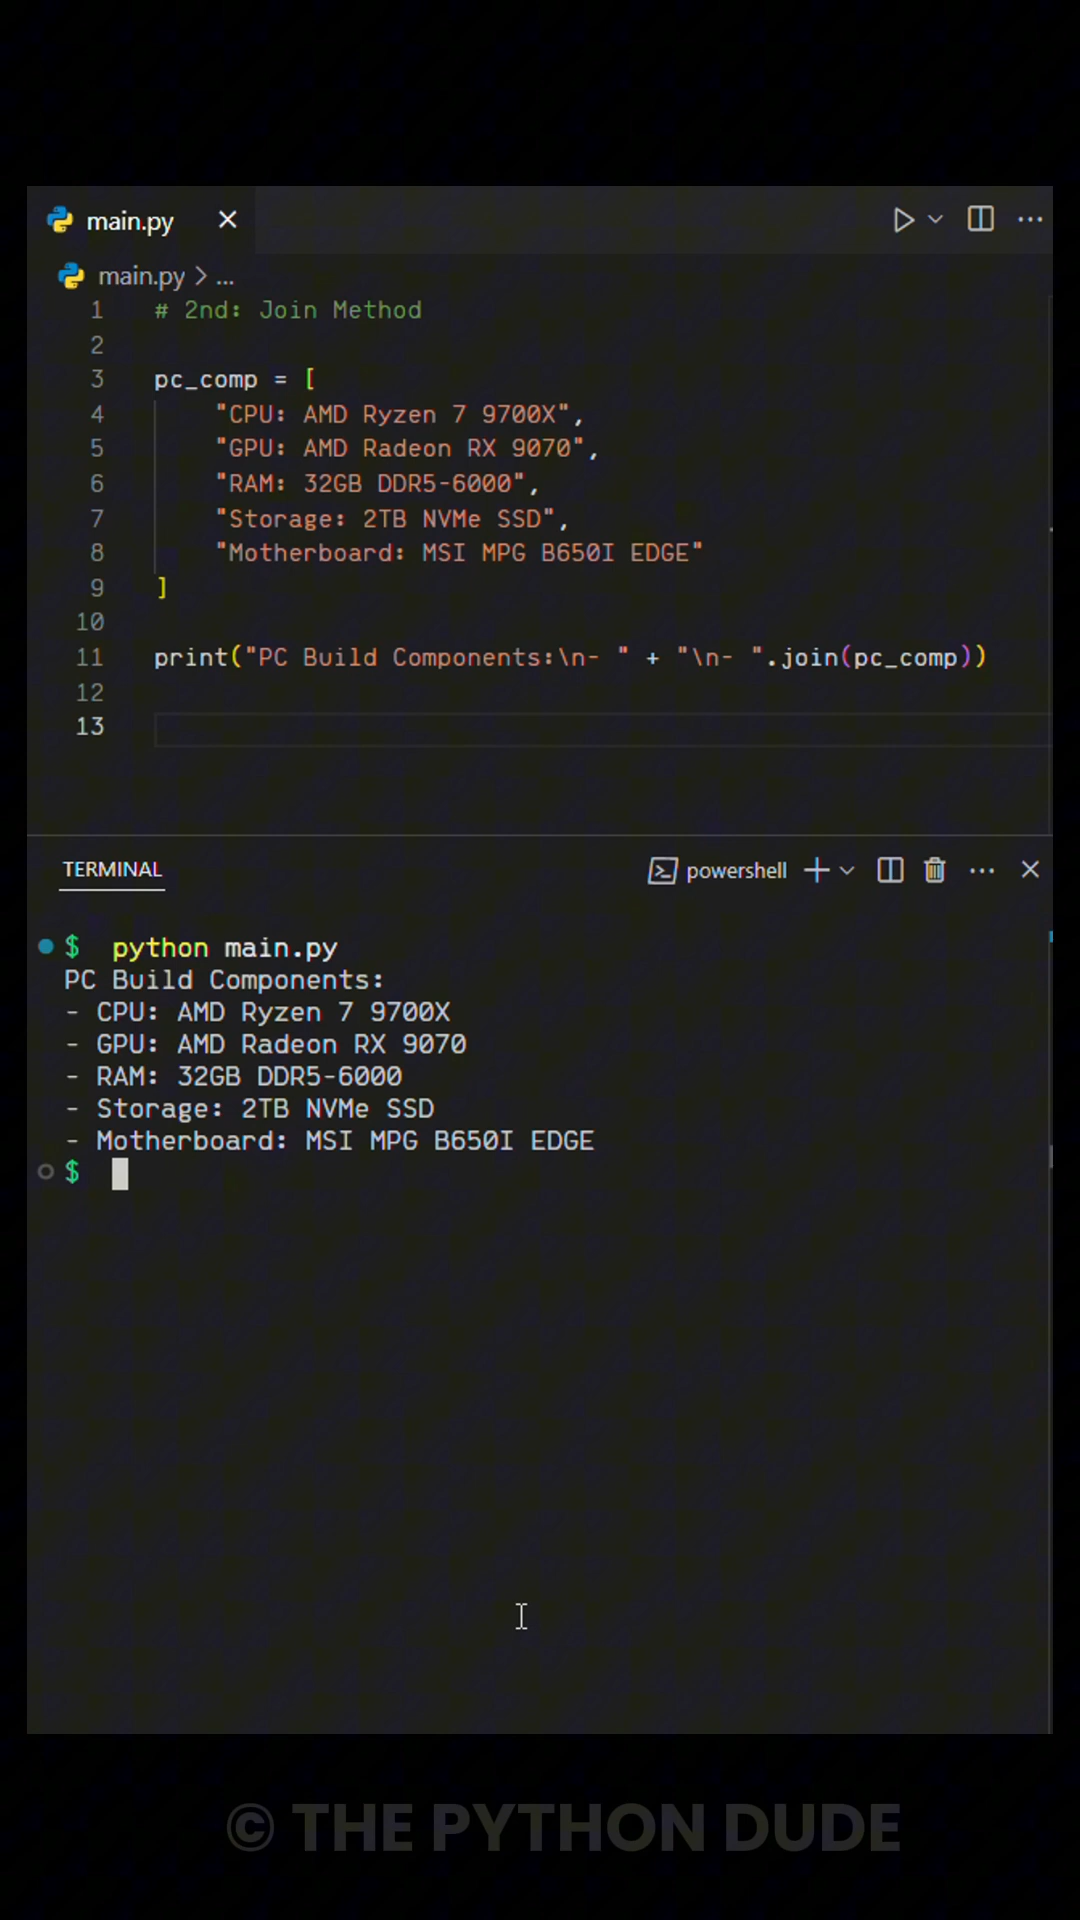 main.py
main.py > ...
1 # 2nd: Join Method
2
3 pc_comp = [
4     "CPU: AMD Ryzen 7 9700X",
5     "GPU: AMD Radeon RX 9070",
6     "RAM: 32GB DDR5-6000",
7     "Storage: 2TB NVMe SSD",
8     "Motherboard: MSI MPG B650I EDGE"
9 ]
10
11 print("PC Build Components:\n- " + "\n- ".join(pc_comp))
12
13
TERMINAL powershell
$ python main.py
PC Build Components:
- CPU: AMD Ryzen 7 9700X
- GPU: AMD Radeon RX 9070
- RAM: 32GB DDR5-6000
- Storage: 2TB NVMe SSD
- Motherboard: MSI MPG B650I EDGE
$
© THE PYTHON DUDE